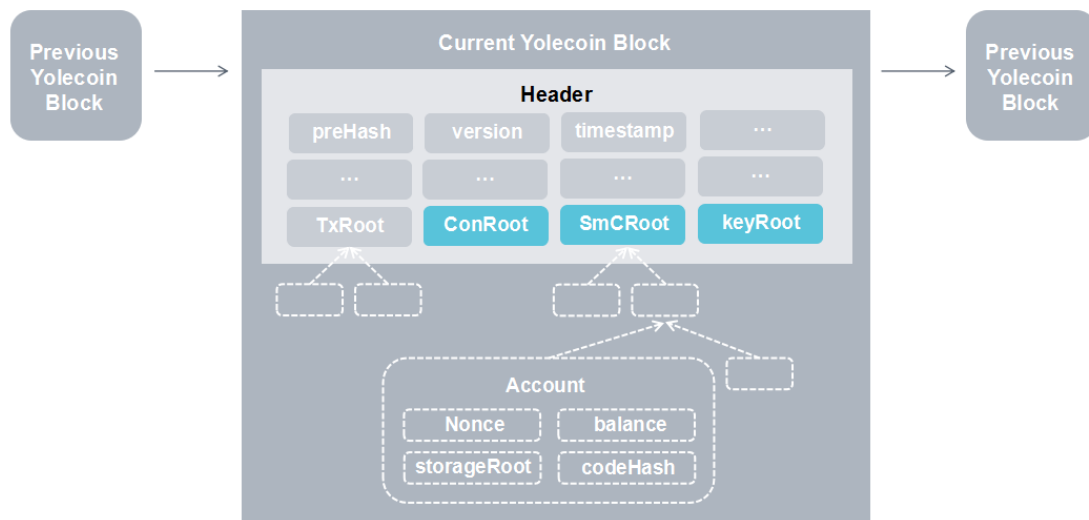 Previous
Yolecoin
Block
Current Yolecoin Block
Previous
Yolecoin
Block
Header
preHash
version
timestamp
...
...
...
...
...
TxRoot
ConRoot
SmCRoot
keyRoot
Account
Nonce
balance
storageRoot
codeHash